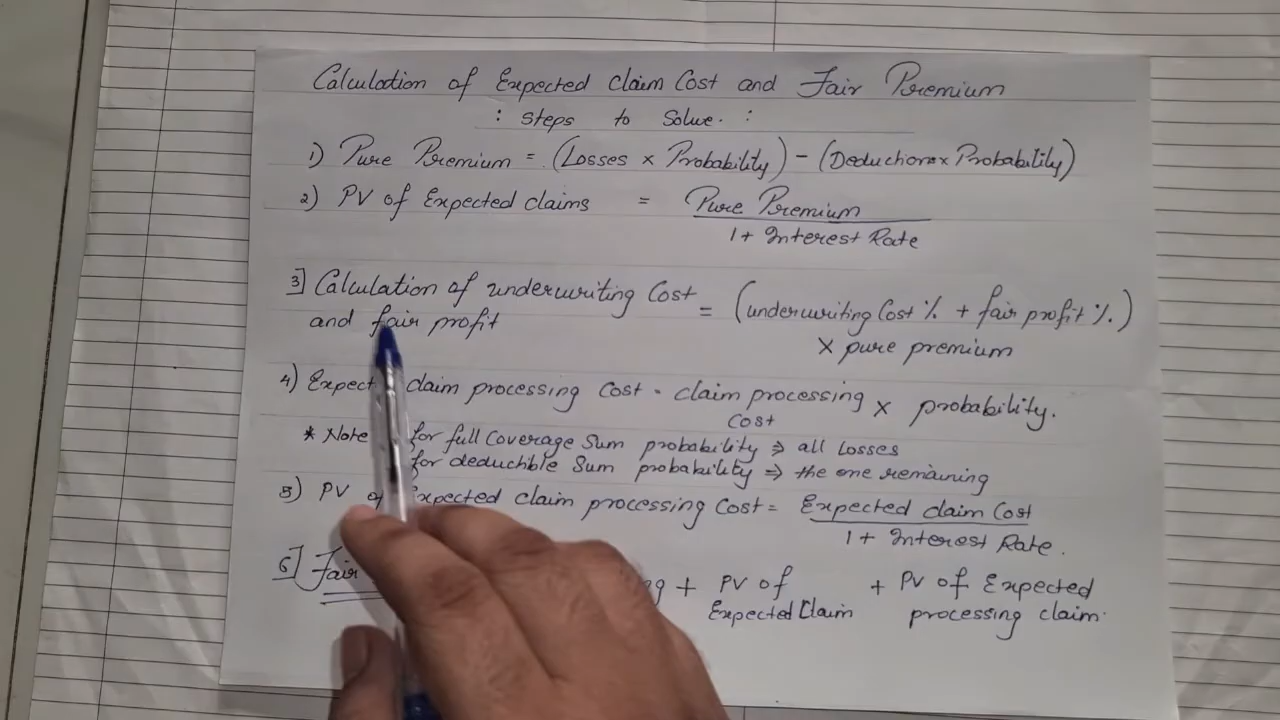 Calculation of Expected Claim Cost and Fair Premium
: Steps to Solve. :
1) Pure Premium = (Losses × Probability) - (Deductions × Probability)
2) PV of Expected claims = Pure Premium
1 + Interest Rate
3] Calculation of underwriting Cost
and fair profit = (underwriting Cost % + fair profit %.)
× pure premium
4) Expect claim processing Cost = claim processing × probability.
Cost
* Note for full Coverage Sum probability ⇒ all Losses
for deductible Sum probability ⇒ the one remaining
5) PV of Expected claim processing Cost = Expected claim Cost
1 + Interest Rate.
6] Fair + PV of + PV of Expected
Expected Claim processing claim.